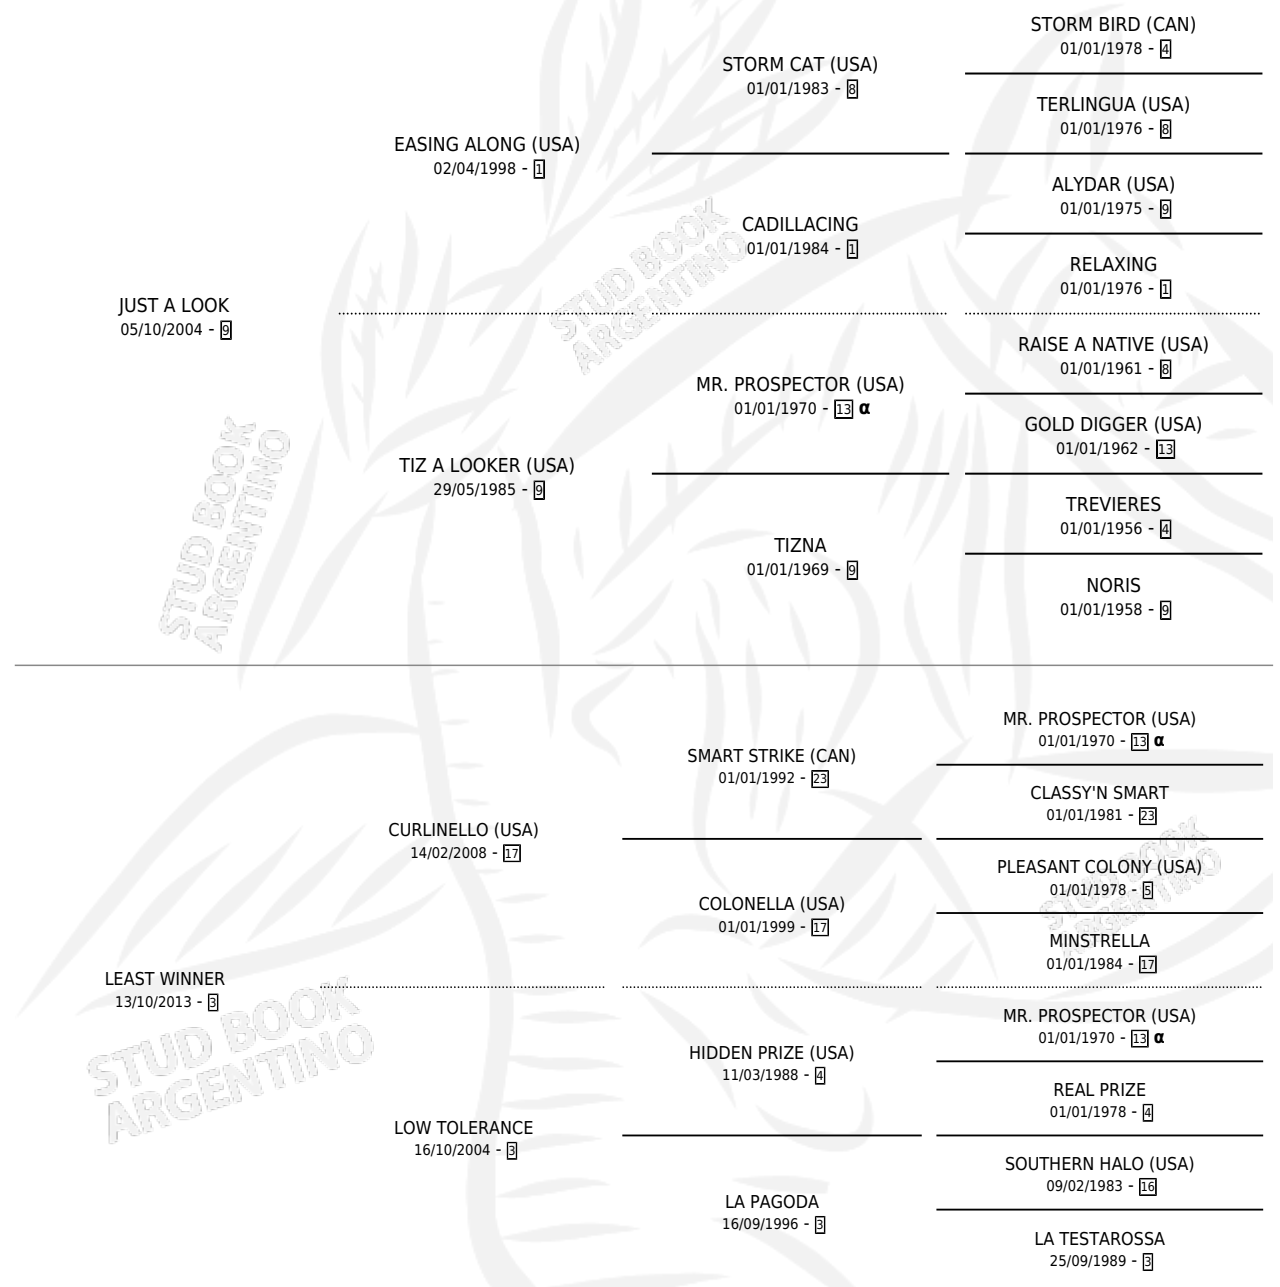 STORM BIRD (CAN)
01/01/1978 - 4
STORM CAT (USA)
01/01/1983 - 8
TERLINGUA (USA)
01/01/1976 - 8
EASING ALONG (USA)
02/04/1998 - 1
ALYDAR (USA)
01/01/1975 - 9
CADILLACING
01/01/1984 - 1
RELAXING
01/01/1976 - 1
JUST A LOOK
05/10/2004 - 9
RAISE A NATIVE (USA)
01/01/1961 - 8
MR. PROSPECTOR (USA)
01/01/1970 - 13 α
GOLD DIGGER (USA)
01/01/1962 - 13
TIZ A LOOKER (USA)
29/05/1985 - 9
TREVIERES
01/01/1956 - 4
TIZNA
01/01/1969 - 9
NORIS
01/01/1958 - 9
STUD BOOK
ARGENTINO
STUD BOOK
ARGENTINO
MR. PROSPECTOR (USA)
01/01/1970 - 13 α
SMART STRIKE (CAN)
01/01/1992 - 23
CLASSY'N SMART
01/01/1981 - 23
CURLINELLO (USA)
14/02/2008 - 17
PLEASANT COLONY (USA)
01/01/1978 - 5
COLONELLA (USA)
01/01/1999 - 17
MINSTRELLA
01/01/1984 - 17
LEAST WINNER
13/10/2013 - 3
MR. PROSPECTOR (USA)
01/01/1970 - 13 α
HIDDEN PRIZE (USA)
11/03/1988 - 4
REAL PRIZE
01/01/1978 - 4
LOW TOLERANCE
16/10/2004 - 3
SOUTHERN HALO (USA)
09/02/1983 - 16
LA PAGODA
16/09/1996 - 3
LA TESTAROSSA
25/09/1989 - 3
STUD BOOK
ARGENTINO
STUD BOOK
ARGENTINO